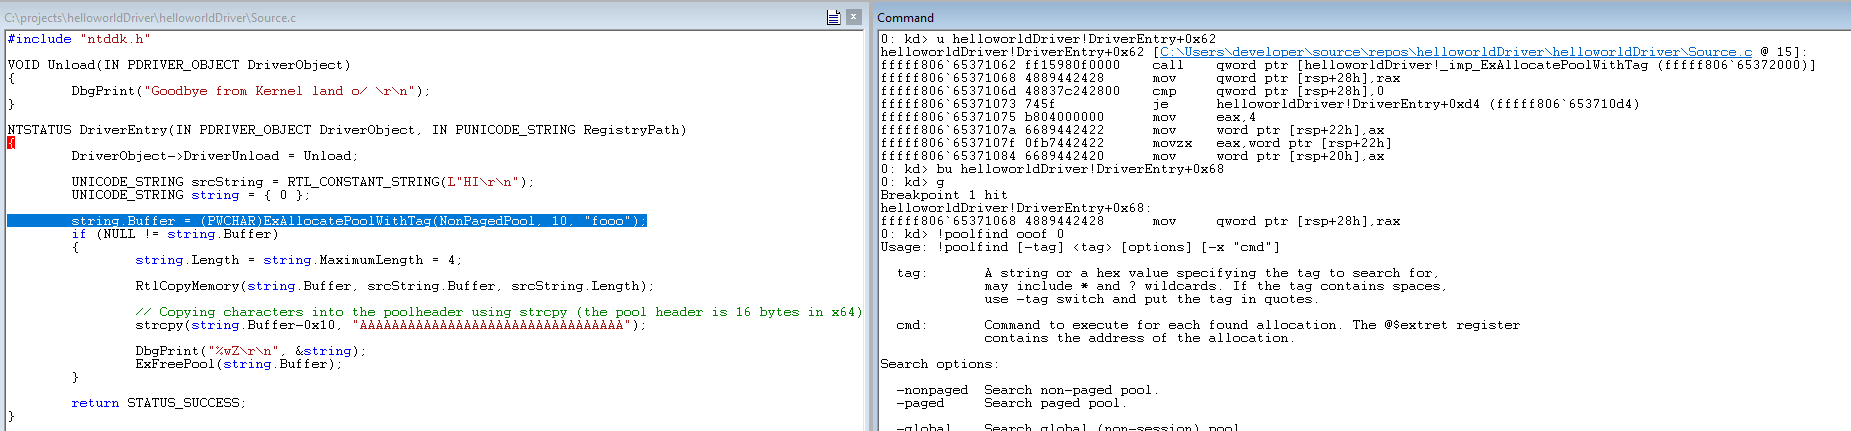 C:\projects\helloworldDriver\helloworldDriver\Source.c
#include "ntddk.h"
VOID Unload(IN PDRIVER_OBJECT DriverObject)
{
DbgPrint("Goodbye from Kernel land o/ \r\n");
}
NTSTATUS DriverEntry(IN PDRIVER_OBJECT DriverObject, IN PUNICODE_STRING RegistryPath)
{
DriverObject->DriverUnload = Unload;
UNICODE_STRING srcString = RTL_CONSTANT_STRING(L"HI\r\n");
UNICODE_STRING string = { 0 };
string.Buffer = (PWCHAR)ExAllocatePoolWithTag(NonPagedPool, 10, "fooo");
if (NULL != string.Buffer)
{
string.Length = string.MaximumLength = 4;
RtlCopyMemory(string.Buffer, srcString.Buffer, srcString.Length);
// Copying characters into the poolheader using strcpy (the pool header is 16 bytes in x64)
strcpy(string.Buffer-0x10, "AAAAAAAAAAAAAAAAAAAAAAAAAAAAAAAAA");
DbgPrint("%wZ\r\n", &string);
ExFreePool(string.Buffer);
}
return STATUS_SUCCESS;
}
Command
0: kd> u helloworldDriver!DriverEntry+0x62
helloworldDriver!DriverEntry+0x62 [C:\Users\developer\source\repos\helloworldDriver\helloworldDriver\Source.c @ 15]:
fffff806`65371062 ff15980f0000 call qword ptr [helloworldDriver!_imp_ExAllocatePoolWithTag (fffff806`65372000)]
fffff806`65371068 4889442428 mov qword ptr [rsp+28h],rax
fffff806`6537106d 48837c242800 cmp qword ptr [rsp+28h],0
fffff806`65371073 745f je helloworldDriver!DriverEntry+0xd4 (fffff806`653710d4)
fffff806`65371075 b804000000 mov eax,4
fffff806`6537107a 6689442422 mov word ptr [rsp+22h],ax
fffff806`6537107f 0fb7442422 movzx eax,word ptr [rsp+22h]
fffff806`65371084 6689442420 mov word ptr [rsp+20h],ax
0: kd> bu helloworldDriver!DriverEntry+0x68
0: kd> g
Breakpoint 1 hit
helloworldDriver!DriverEntry+0x68:
fffff806`65371068 4889442428 mov qword ptr [rsp+28h],rax
0: kd> !poolfind ooof 0
Usage: !poolfind [-tag] <tag> [options] [-x "cmd"]
tag: A string or a hex value specifying the tag to search for,
may include * and ? wildcards. If the tag contains spaces,
use -tag switch and put the tag in quotes.
cmd: Command to execute for each found allocation. The @$extret register
contains the address of the allocation.
Search options:
-nonpaged Search non-paged pool.
-paged Search paged pool.
-global Search global (non-session) pool